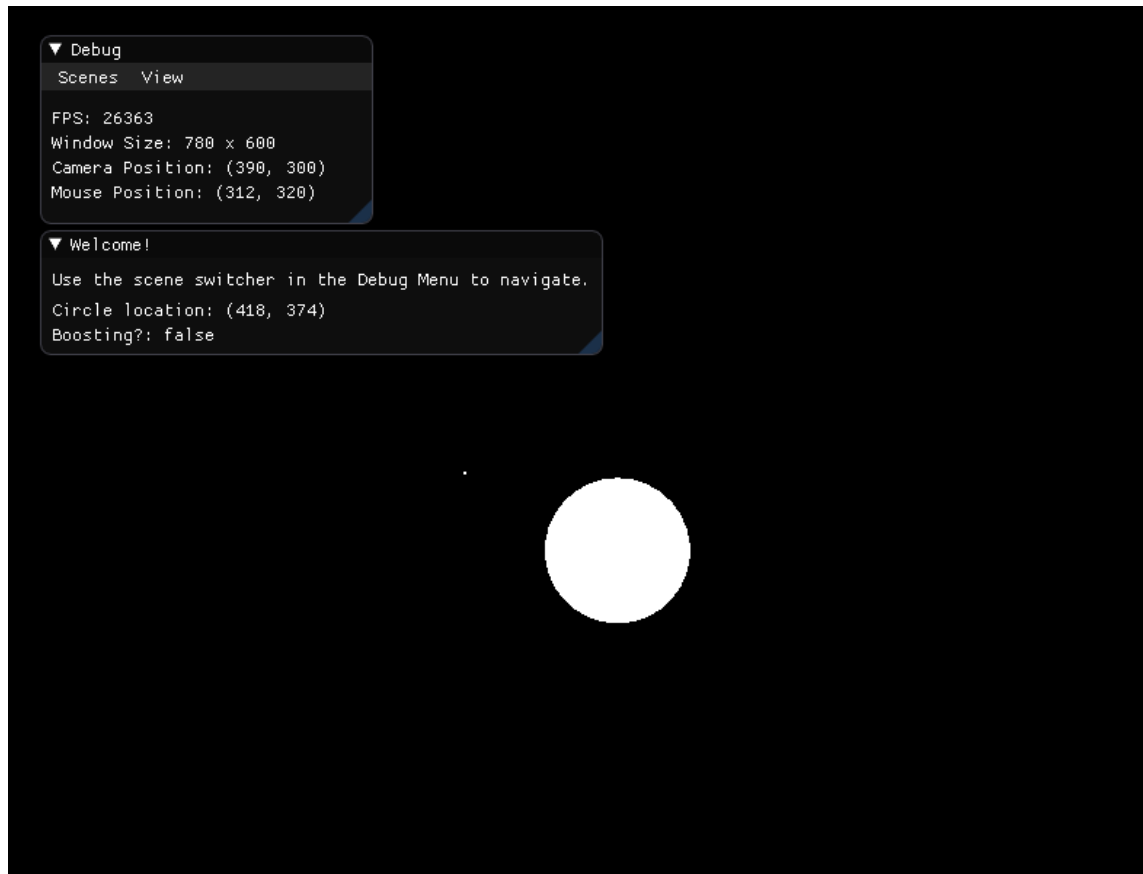 Debug
Scenes View
FPS: 26363
Window Size: 780 x 600
Camera Position: (390, 300)
Mouse Position: (312, 320)
Welcome!
Use the scene switcher in the Debug Menu to navigate.
Circle location: (418, 374)
Boosting?: false